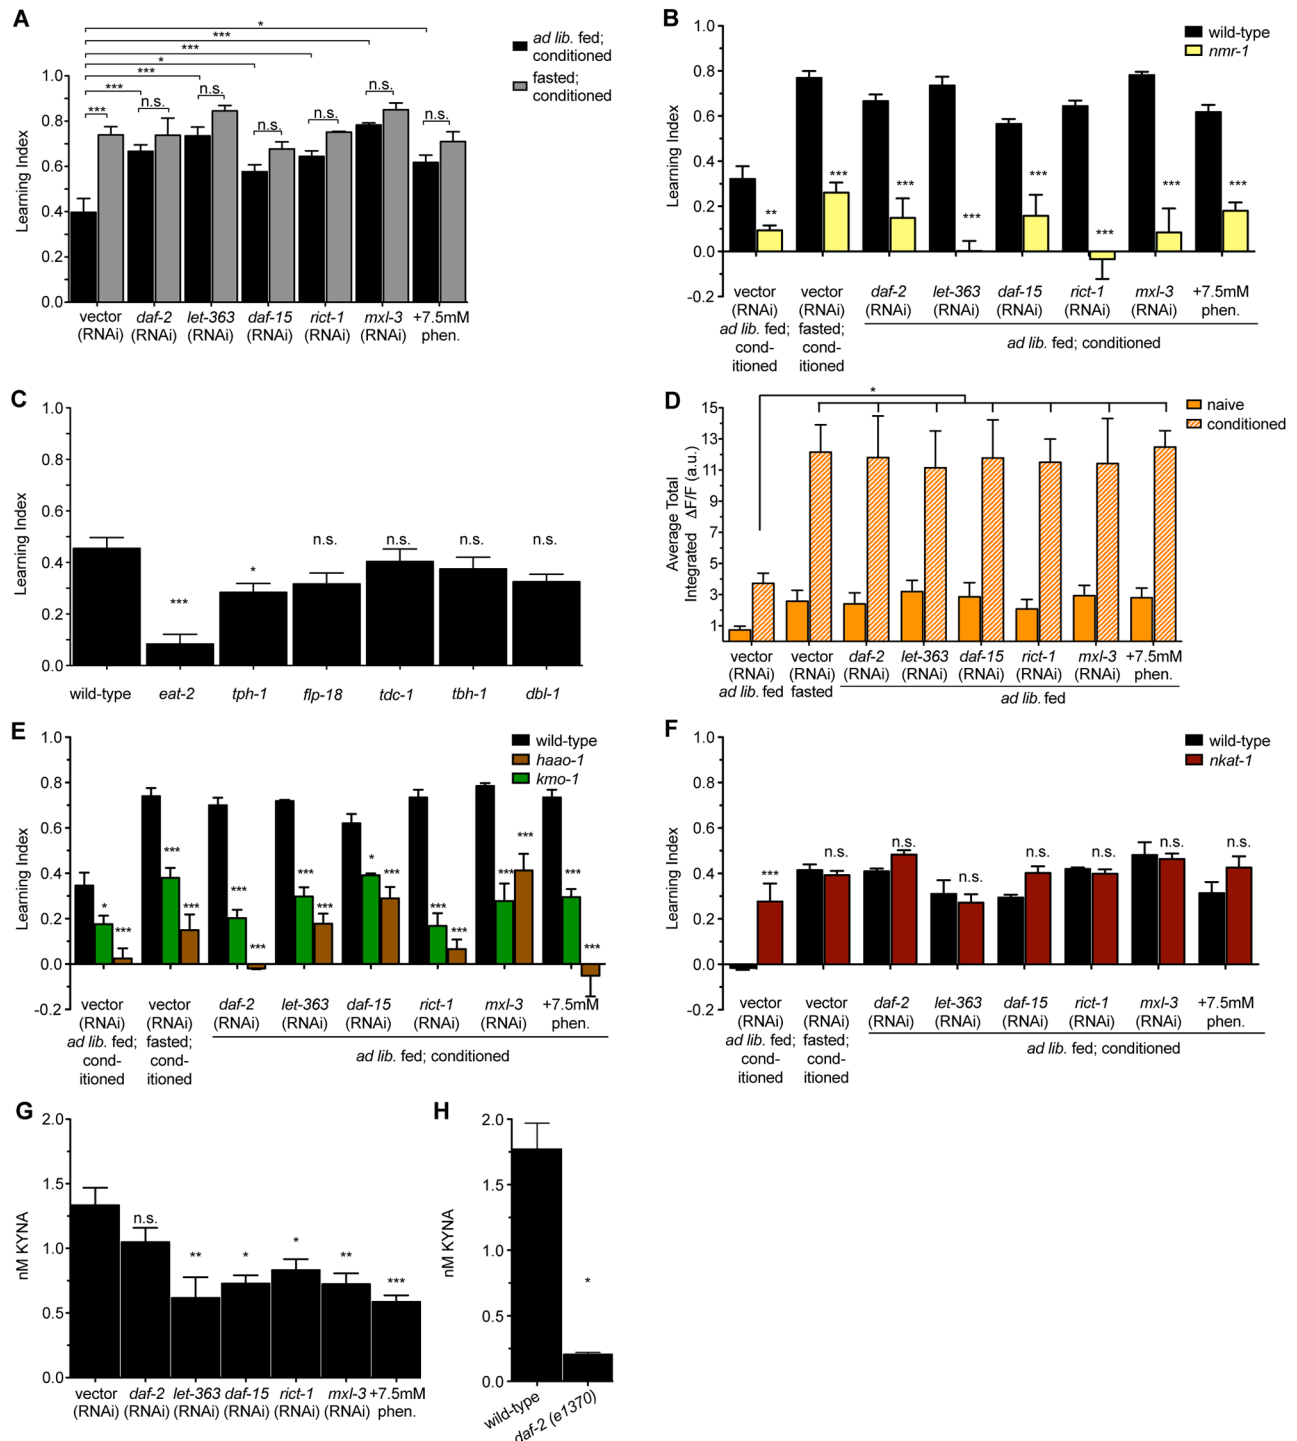 A
*
***
***
*
***
***
***
n.s.
n.s.
n.s.
n.s.
n.s.
n.s.
ad lib. fed;
conditioned
fasted;
conditioned
Learning Index
1.0
0.8
0.6
0.4
0.2
0.0
vector daf-2 let-363 daf-15 rict-1 mxl-3 +7.5mM
(RNAi) (RNAi) (RNAi) (RNAi) (RNAi) (RNAi) phen.
B
wild-type
nmr-1
Learning Index
1.0
0.8
0.6
0.4
0.2
0.0
-0.2
** *** *** *** *** *** *** ***
vector vector daf-2 let-363 daf-15 rict-1 mxl-3 +7.5mM
(RNAi) (RNAi) (RNAi) (RNAi) (RNAi) (RNAi) (RNAi) phen.
ad lib. fed; fasted; ad lib. fed; conditioned
cond- cond-
itioned itioned
C
Learning Index
1.0
0.8
0.6
0.4
0.2
0.0
*** * n.s. n.s. n.s. n.s.
wild-type eat-2 tph-1 flp-18 tdc-1 tbh-1 dbl-1
D
*
naive
conditioned
Average Total
Integrated ΔF/F (a.u.)
15
13
11
9
7
5
3
1
vector vector daf-2 let-363 daf-15 rict-1 mxl-3 +7.5mM
(RNAi) (RNAi) (RNAi) (RNAi) (RNAi) (RNAi) (RNAi) phen.
ad lib. fed fasted ad lib. fed
E
wild-type
haao-1
kmo-1
Learning Index
1.0
0.8
0.6
0.4
0.2
0.0
-0.2
* *** *** *** *** *** *** *** * *** *** *** *** *** *** ***
vector vector daf-2 let-363 daf-15 rict-1 mxl-3 +7.5mM
(RNAi) (RNAi) (RNAi) (RNAi) (RNAi) (RNAi) (RNAi) phen.
ad lib. fed; fasted; ad lib. fed; conditioned
cond- cond-
itioned itioned
F
wild-type
nkat-1
Learning Index
1.0
0.8
0.6
0.4
0.2
0.0
-0.2
*** n.s. n.s. n.s. n.s. n.s. n.s. n.s.
vector vector daf-2 let-363 daf-15 rict-1 mxl-3 +7.5mM
(RNAi) (RNAi) (RNAi) (RNAi) (RNAi) (RNAi) (RNAi) phen.
ad lib. fed; fasted; ad lib. fed; conditioned
cond- cond-
itioned itioned
G
nM KYNA
2.0
1.5
1.0
0.5
0.0
n.s. ** * * ** ***
vector daf-2 let-363 daf-15 rict-1 mxl-3 +7.5mM
(RNAi) (RNAi) (RNAi) (RNAi) (RNAi) (RNAi) phen.
H
nM KYNA
2.0
1.5
1.0
0.5
0.0
*
wild-type
daf-2 (e1370)